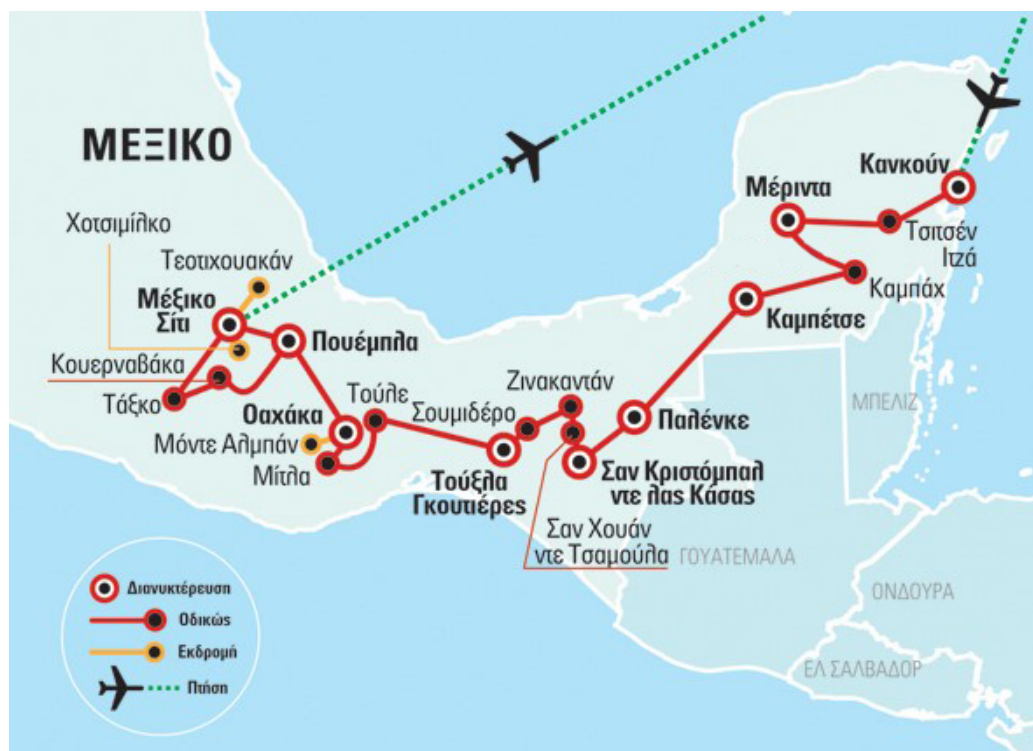 ΜΕΞΙΚΟ
Χοτσιμίλκο
Τεοτιχουακάν
Μέξικο
Σίτι
Πουέμπλα
Κουερναβάκα
Τάξκο
Οαχάκα
Μόντε Αλμπάν
Μίτλα
Τούλε
Σουμιδέρο
Ζινακαντάν
Τούξλα
Γκουτιέρες
Σαν Κριστόμπαλ
ντε λας Κάσας
Σαν Χουάν
ντε Τσαμούλα
Παλένκε
Καμπέτσε
Καμπάχ
Μέριντα
Τσιτσέν
Ιτζά
Κανκούν
ΜΠΕΛΙΖ
ΓΟΥΑΤΕΜΑΛΑ
ΟΝΔΟΥΡΑ
ΕΛ ΣΑΛΒΑΔΟΡ
Διανυκτέρευση
Οδικώς
Εκδρομή
Πτήση